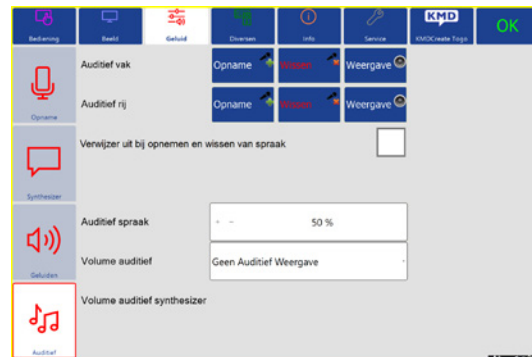 Bediening Beeld Geluid Diversen Info Service KMD KMDCreate Togo OK
Auditief vak Opname Wissen Weergave
Auditief rij Opname Wissen Weergave
Opname
Verwijzer uit bij opnemen en wissen van spraak
Synthesizer
Auditief spraak + - 50 %
Volume auditief Geen Auditief Weergave
Geluiden
Volume auditief synthesizer
Auditief